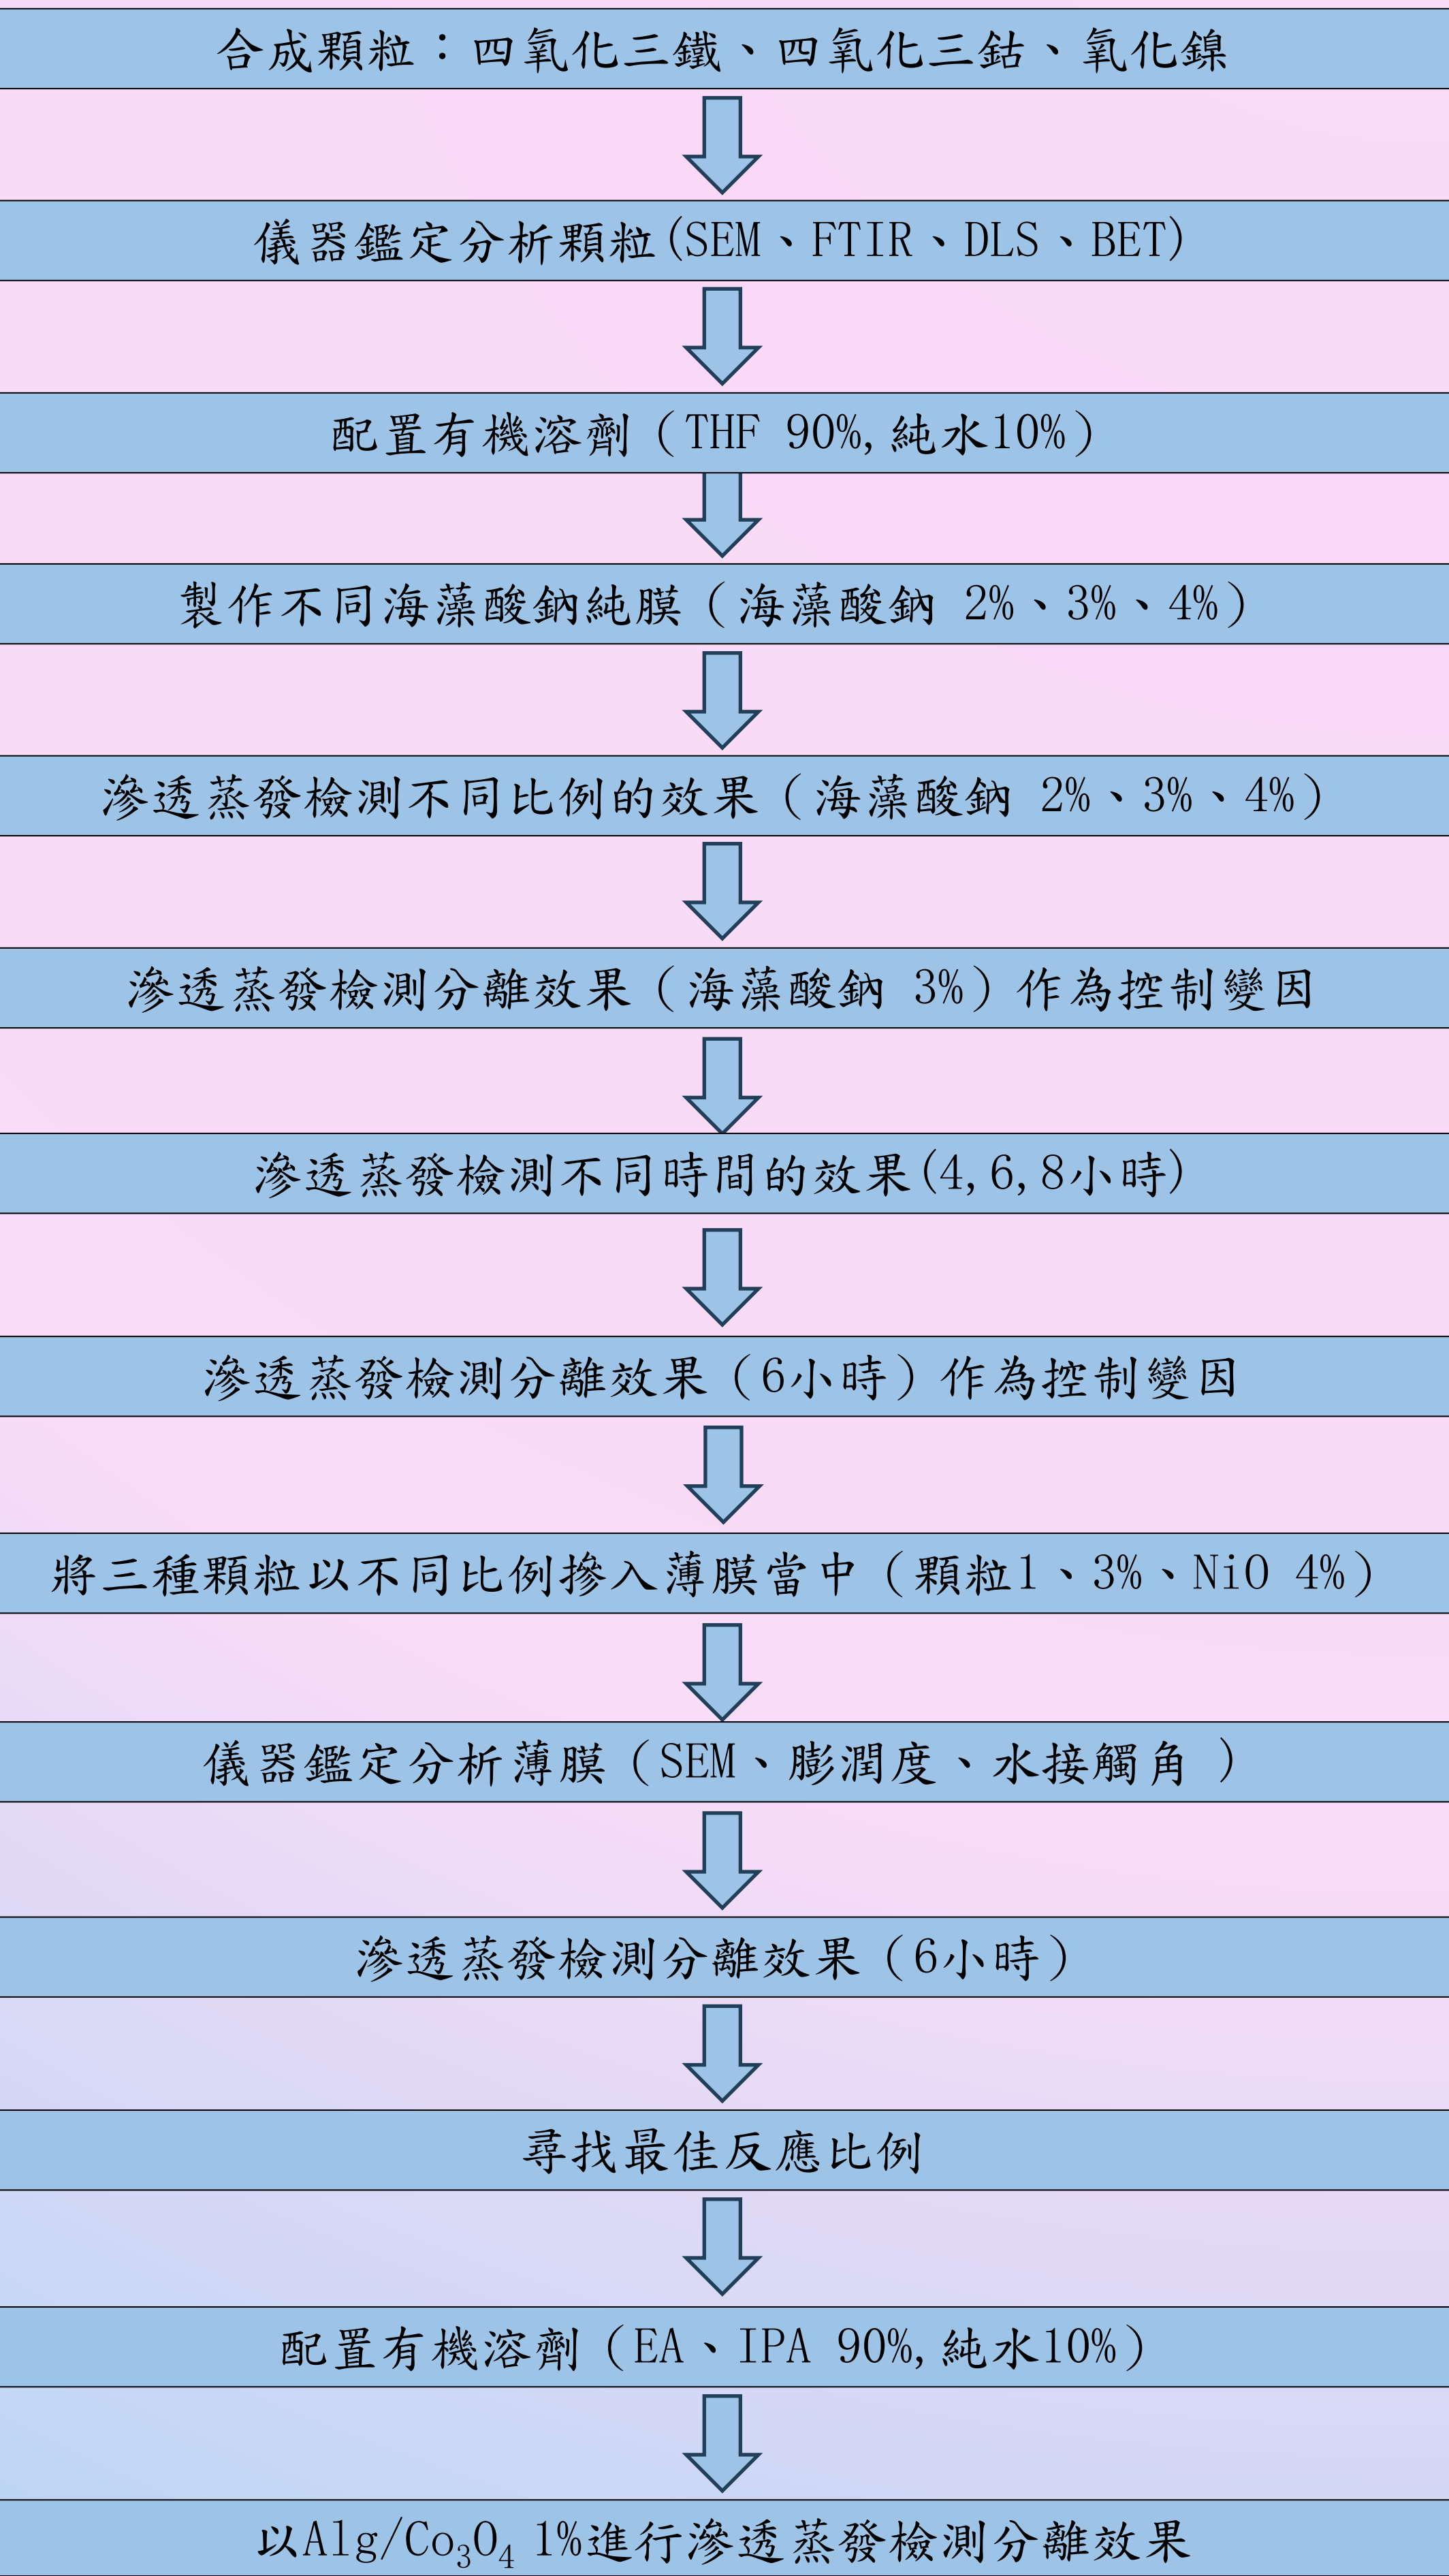 合成顆粒：四氧化三鐵、四氧化三鈷、氧化鎳
儀器鑑定分析顆粒(SEM、FTIR、DLS、BET)
配置有機溶劑（THF 90%,純水10%）
製作不同海藻酸鈉純膜（海藻酸鈉 2%、3%、4%）
滲透蒸發檢測不同比例的效果（海藻酸鈉 2%、3%、4%）
滲透蒸發檢測分離效果（海藻酸鈉 3%）作為控制變因
滲透蒸發檢測不同時間的效果(4,6,8小時)
滲透蒸發檢測分離效果（6小時）作為控制變因
將三種顆粒以不同比例摻入薄膜當中（顆粒1、3%、NiO 4%）
儀器鑑定分析薄膜（SEM、膨潤度、水接觸角 ）
滲透蒸發檢測分離效果（6小時）
尋找最佳反應比例
配置有機溶劑（EA、IPA 90%,純水10%）
以Alg/Co₃O₄ 1%進行滲透蒸發檢測分離效果